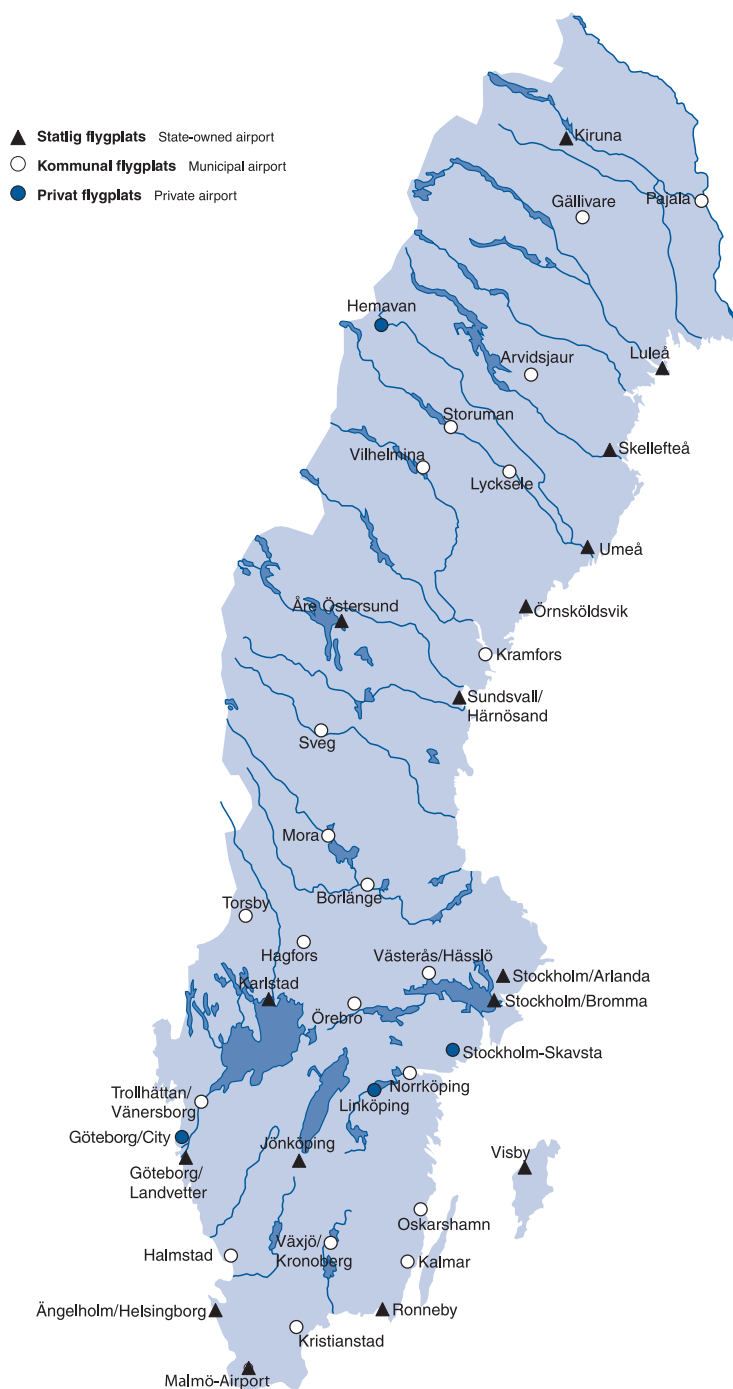 Statlig flygplats State-owned airport
Kommunal flygplats Municipal airport
Privat flygplats Private airport
Kiruna
Gällivare
Pajala
Hemavan
Arvidsjaur
Luleå
Storuman
Vilhelmina
Lycksele
Skellefteå
Umeå
Åre Östersund
Örnsköldsvik
Kramfors
Sundsvall/
Härnösand
Sveg
Mora
Borlänge
Torsby
Hagfors
Västerås/Hässlö
Karlstad
Stockholm/Arlanda
Örebro
Stockholm/Bromma
Stockholm-Skavsta
Norrköping
Trollhättan/
Vänersborg
Linköping
Göteborg/City
Jönköping
Visby
Göteborg/
Landvetter
Oskarshamn
Växjö/
Kronoberg
Halmstad
Kalmar
Ängelholm/Helsingborg
Ronneby
Kristianstad
Malmö-Airport